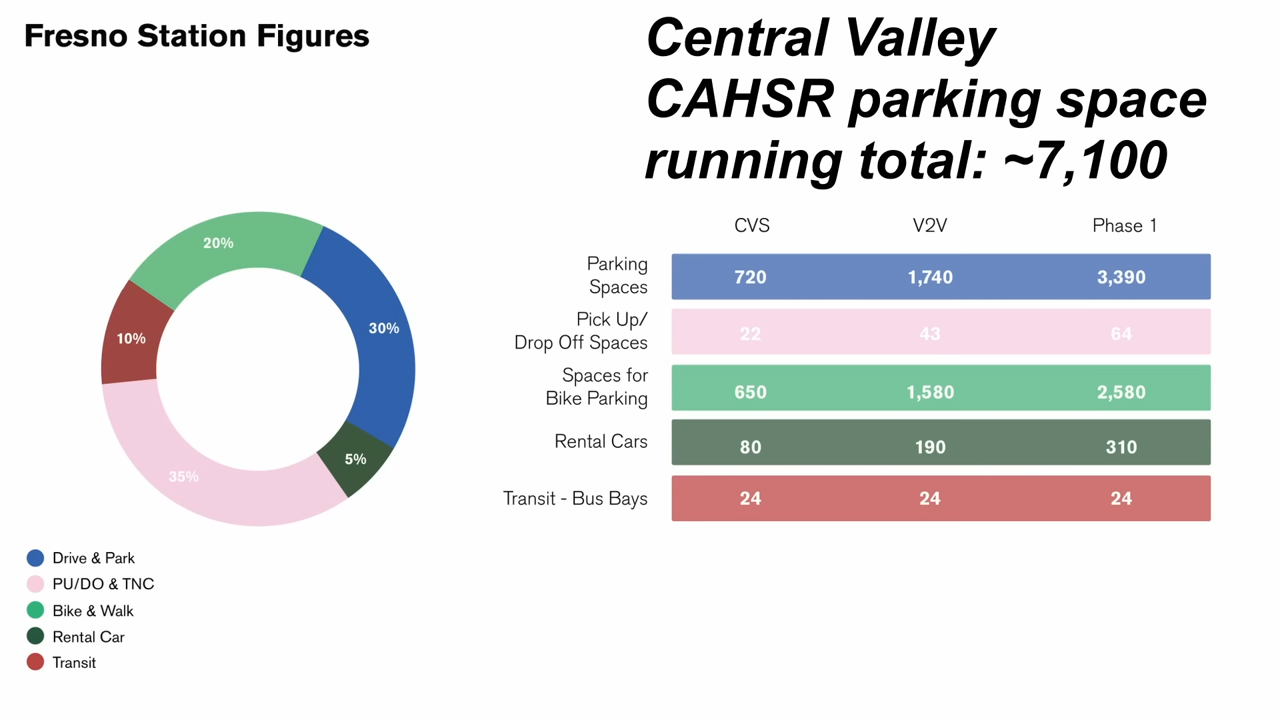 Fresno Station Figures
Central Valley
CAHSR parking space
running total: ~7,100
20%
30%
10%
35%
5%
Drive & Park
PU/DO & TNC
Bike & Walk
Rental Car
Transit
CVS V2V Phase 1
Parking
Spaces
720 1,740 3,390
Pick Up/
Drop Off Spaces
22 43 64
Spaces for
Bike Parking
650 1,580 2,580
Rental Cars 80 190 310
Transit - Bus Bays 24 24 24